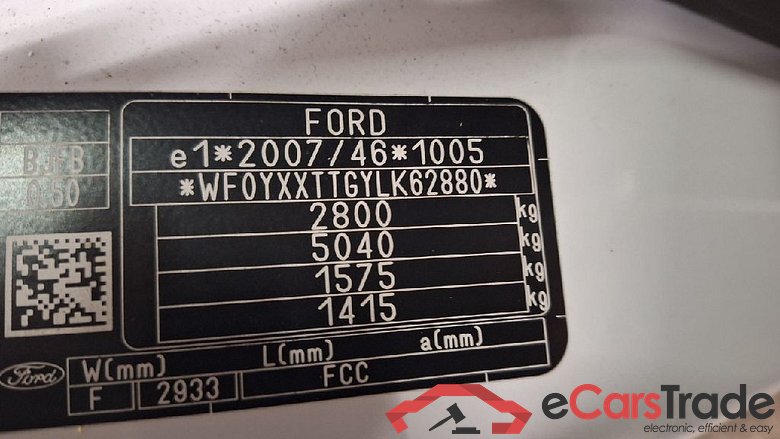 FORD
e1*2007/46*1005
*WF0YXXTTGYLK62880*
2800 kg
5040 kg
1575 kg
1415 kg
W(mm) L(mm) a(mm)
Ford F 2933 FCC
eCarsTrade
electronic, efficient & easy